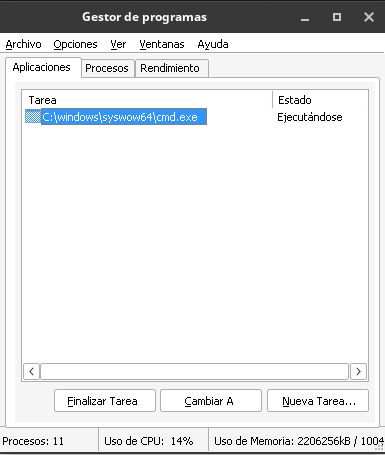 Gestor de programas
Archivo Opciones Ver Ventanas Ayuda
Aplicaciones Procesos Rendimiento
Tarea Estado
C:\windows\syswow64\cmd.exe Ejecutándose
Finalizar Tarea Cambiar A Nueva Tarea...
Procesos: 11 Uso de CPU: 14% Uso de Memoria: 2206256kB / 1004